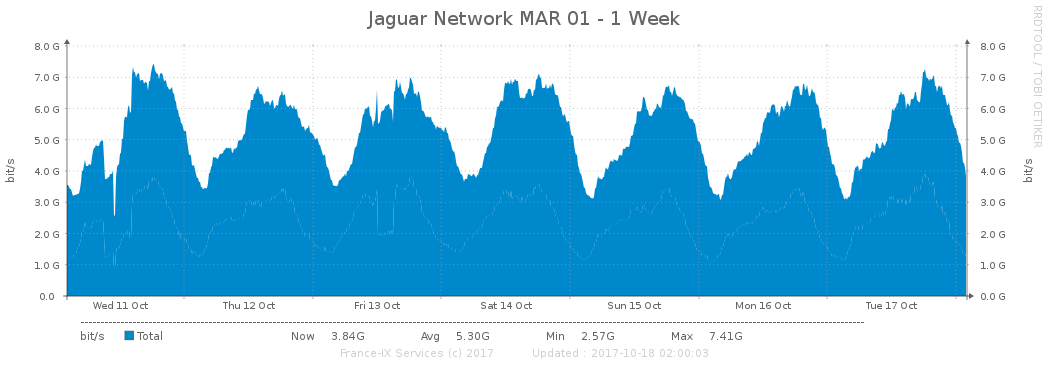 Jaguar Network MAR 01 - 1 Week
RRDTOOL / TOBI OETIKER
8.0 G 8.0 G
7.0 G 7.0 G
6.0 G 6.0 G
5.0 G 5.0 G
4.0 G 4.0 G
3.0 G 3.0 G
2.0 G 2.0 G
1.0 G 1.0 G
0.0 0.0 G
bit/s bit/s
Wed 11 Oct Thu 12 Oct Fri 13 Oct Sat 14 Oct Sun 15 Oct Mon 16 Oct Tue 17 Oct
bit/s Total Now 3.84G Avg 5.30G Min 2.57G Max 7.41G
France-IX Services (c) 2017 Updated : 2017-10-18 02:00:03